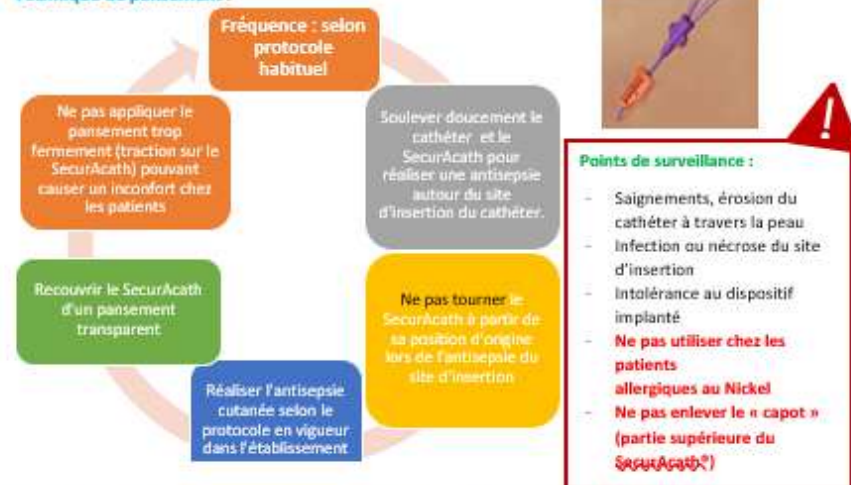 Fréquence : selon
protocole
habituel
Soulever doucement le
cathéter et le
SecurAcath pour
réaliser une antisepsie
autour du site
d'insertion du cathéter.
Ne pas tourner le
SecurAcath à partir de
sa position d'origine
lors de l'antisepsie du
site d'insertion
Réaliser l'antisepsie
cutanée selon le
protocole en vigueur
dans l'établissement
Recouvrir le SecurAcath
d'un pansement
transparent
Ne pas appliquer le
pansement trop
fermement (traction sur le
SecurAcath) pouvant
causer un inconfort chez
les patients
!
Points de surveillance :
- Saignements, érosion du
cathéter à travers la peau
- Infection ou nécrose du site
d'insertion
- Intolérance au dispositif
implanté
- Ne pas utiliser chez les
patients
allergiques au Nickel
- Ne pas enlever le « capot »
(partie supérieure du
SecurAcath®)